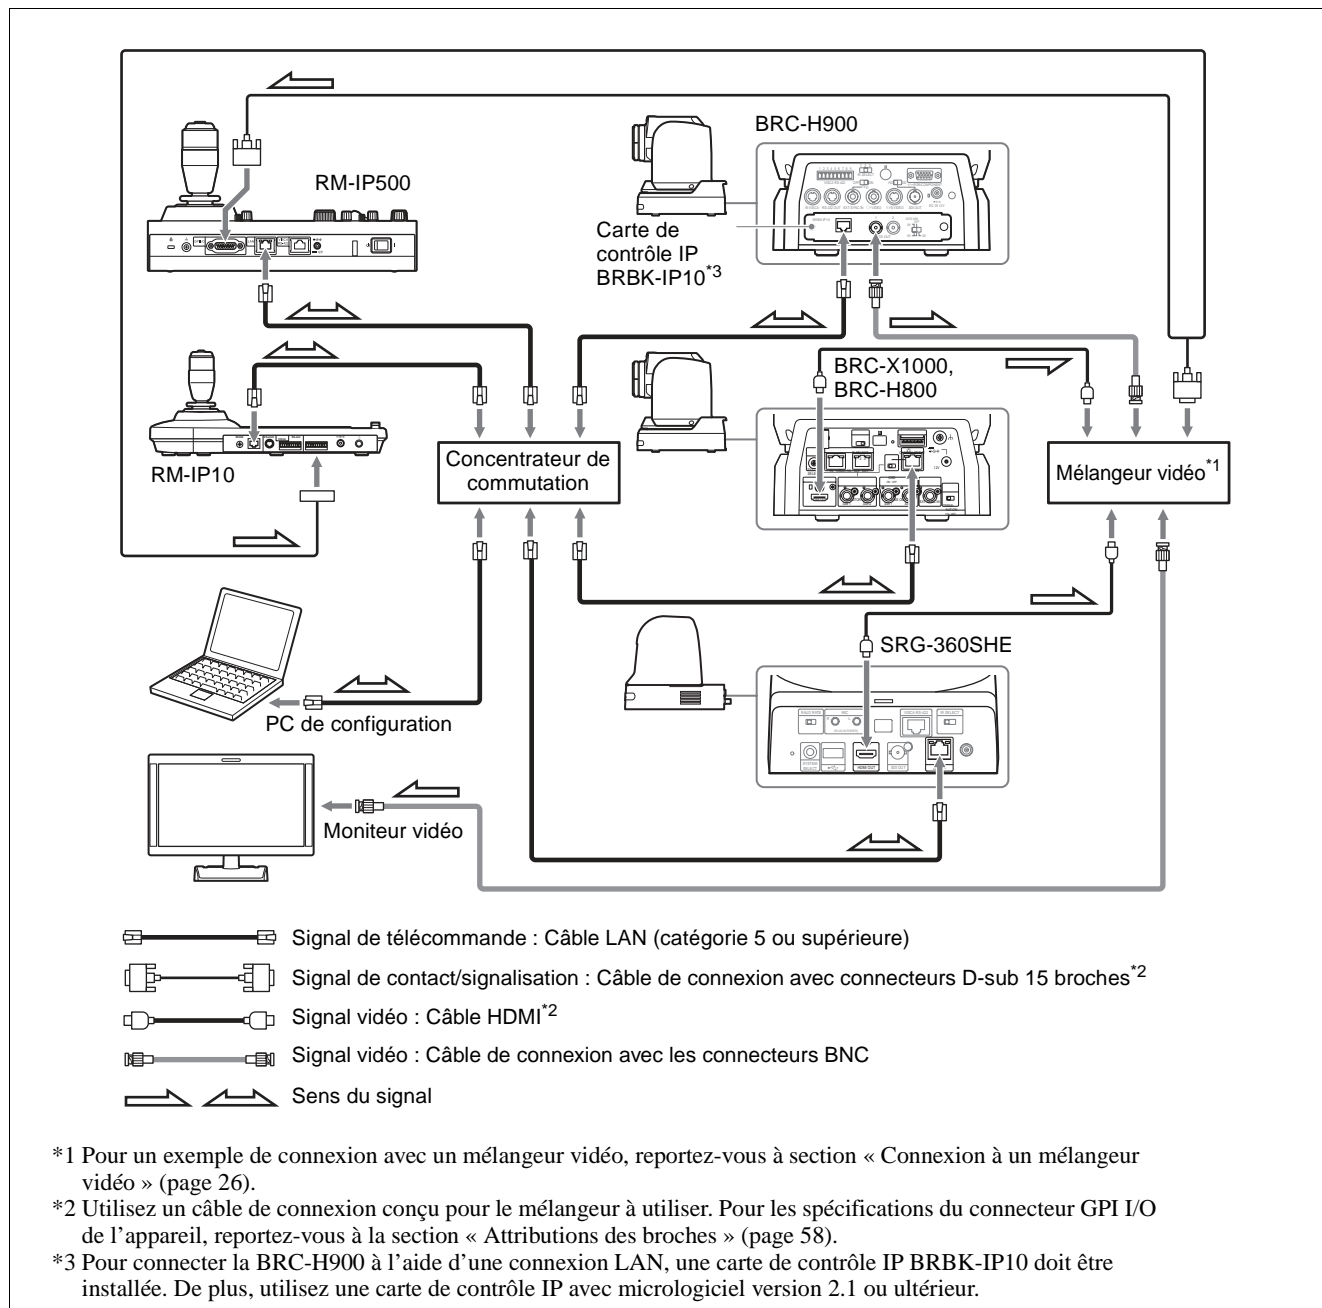 BRC-H900
RM-IP500
Carte de
contrôle IP
BRBK-IP10*3
BRC-X1000,
BRC-H800
RM-IP10
Concentrateur de
commutation
Mélangeur vidéo*1
SRG-360SHE
PC de configuration
Moniteur vidéo
Signal de télécommande : Câble LAN (catégorie 5 ou supérieure)
Signal de contact/signalisation : Câble de connexion avec connecteurs D-sub 15 broches*2
Signal vidéo : Câble HDMI*2
Signal vidéo : Câble de connexion avec les connecteurs BNC
Sens du signal
*1 Pour un exemple de connexion avec un mélangeur vidéo, reportez-vous à section « Connexion à un mélangeur
vidéo » (page 26).
*2 Utilisez un câble de connexion conçu pour le mélangeur à utiliser. Pour les spécifications du connecteur GPI I/O
de l’appareil, reportez-vous à la section « Attributions des broches » (page 58).
*3 Pour connecter la BRC-H900 à l’aide d’une connexion LAN, une carte de contrôle IP BRBK-IP10 doit être
installée. De plus, utilisez une carte de contrôle IP avec micrologiciel version 2.1 ou ultérieur.